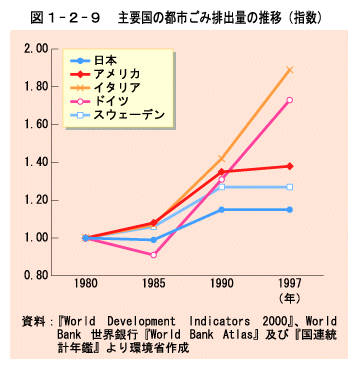 図1-2-9 主要国の都市ごみ排出量の推移(指数)
2.00
1.80
1.60
1.40
1.20
1.00
0.80
日本
アメリカ
イタリア
ドイツ
スウェーデン
1980 1985 1990 1997
(年)
資料:『World Development Indicators 2000』、World
Bank 世界銀行『World Bank Atlas』及び『国連統
計年鑑』より環境省作成